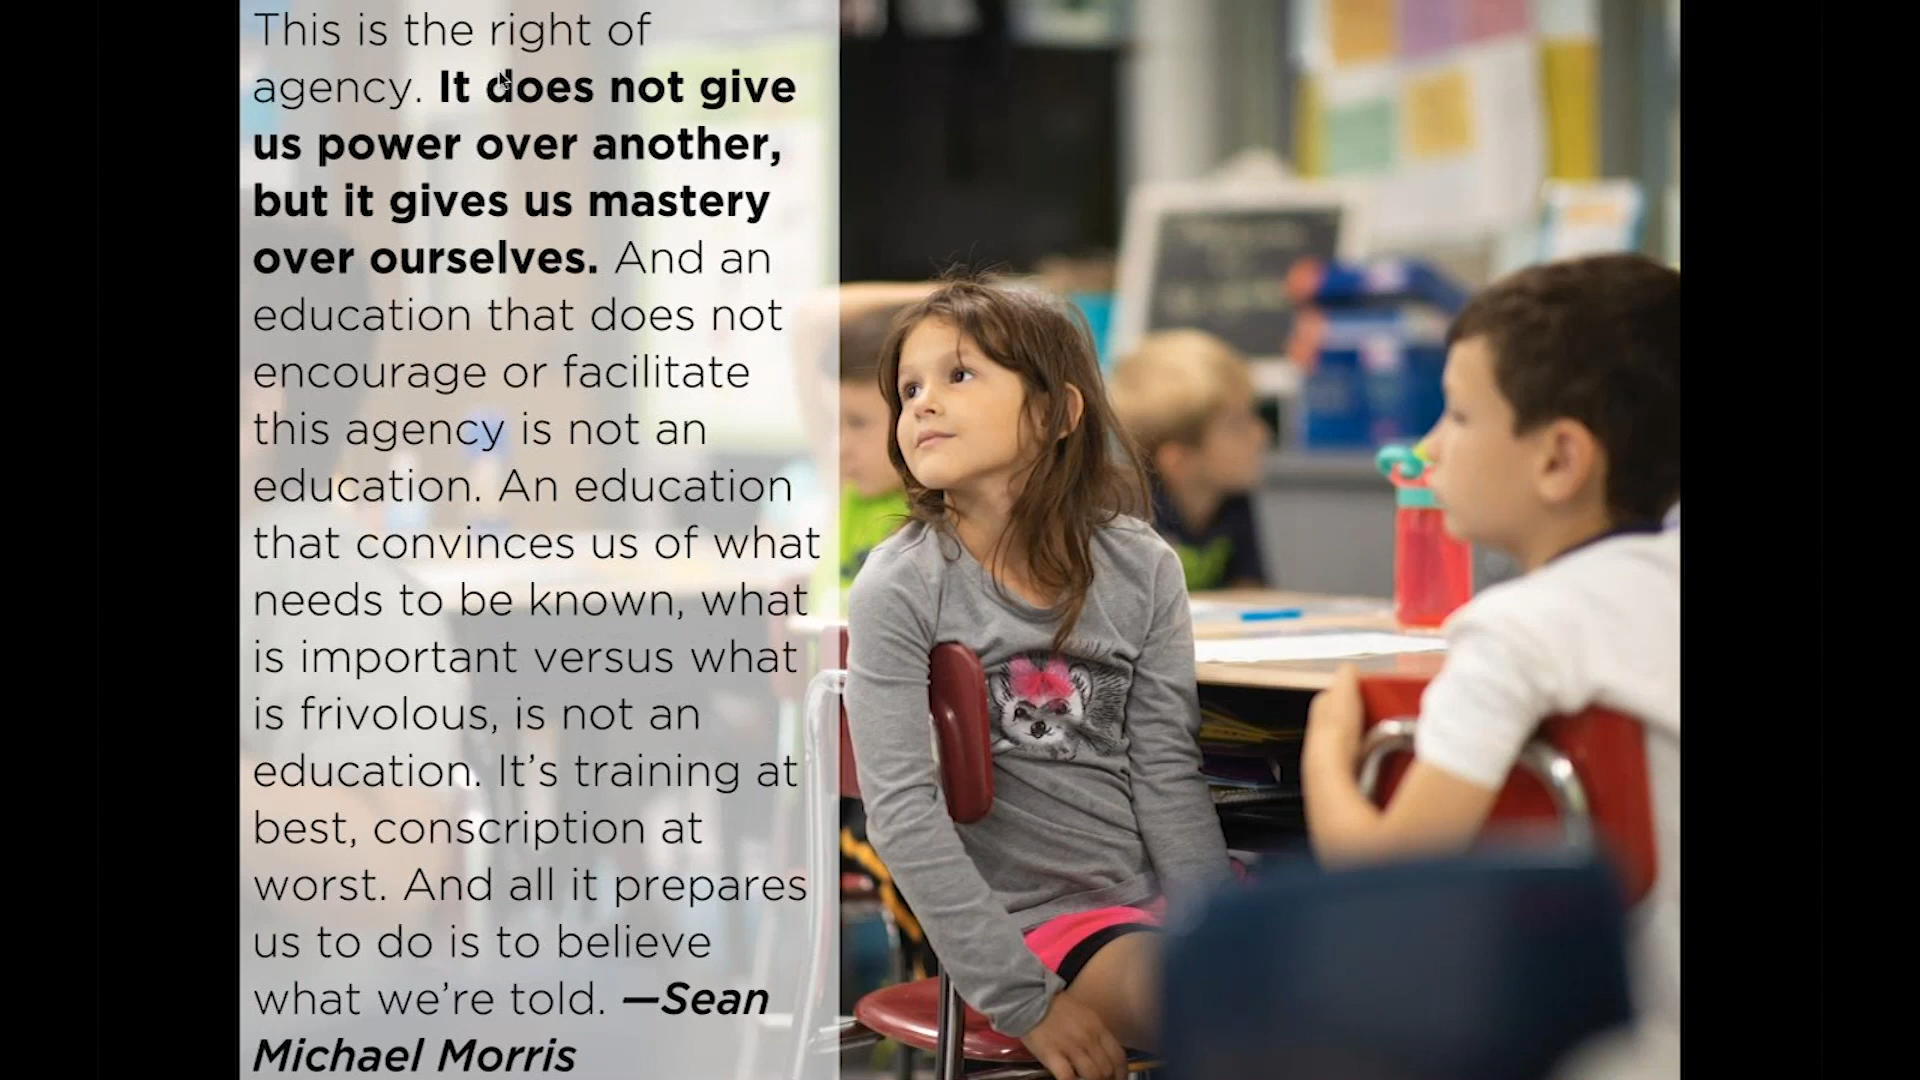 This is the right of
agency. It does not give
us power over another,
but it gives us mastery
over ourselves. And an
education that does not
encourage or facilitate
this agency is not an
education. An education
that convinces us of what
needs to be known, what
is important versus what
is frivolous, is not an
education. It’s training at
best, conscription at
worst. And all it prepares
us to do is to believe
what we’re told. —Sean
Michael Morris